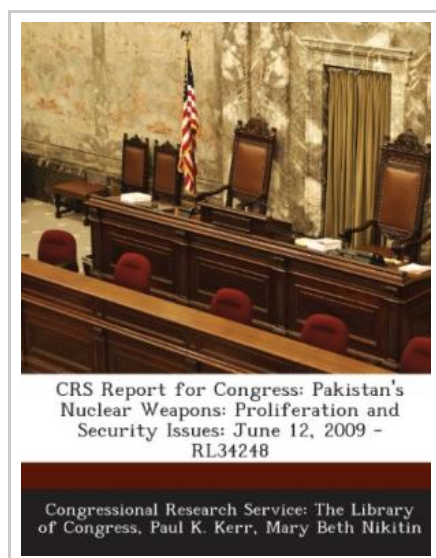 CRS Report for Congress: Pakistan's
Nuclear Weapons: Proliferation and
Security Issues: June 12, 2009 -
RL34248
Congressional Research Service: The Library
of Congress, Paul K. Kerr, Mary Beth Nikitin